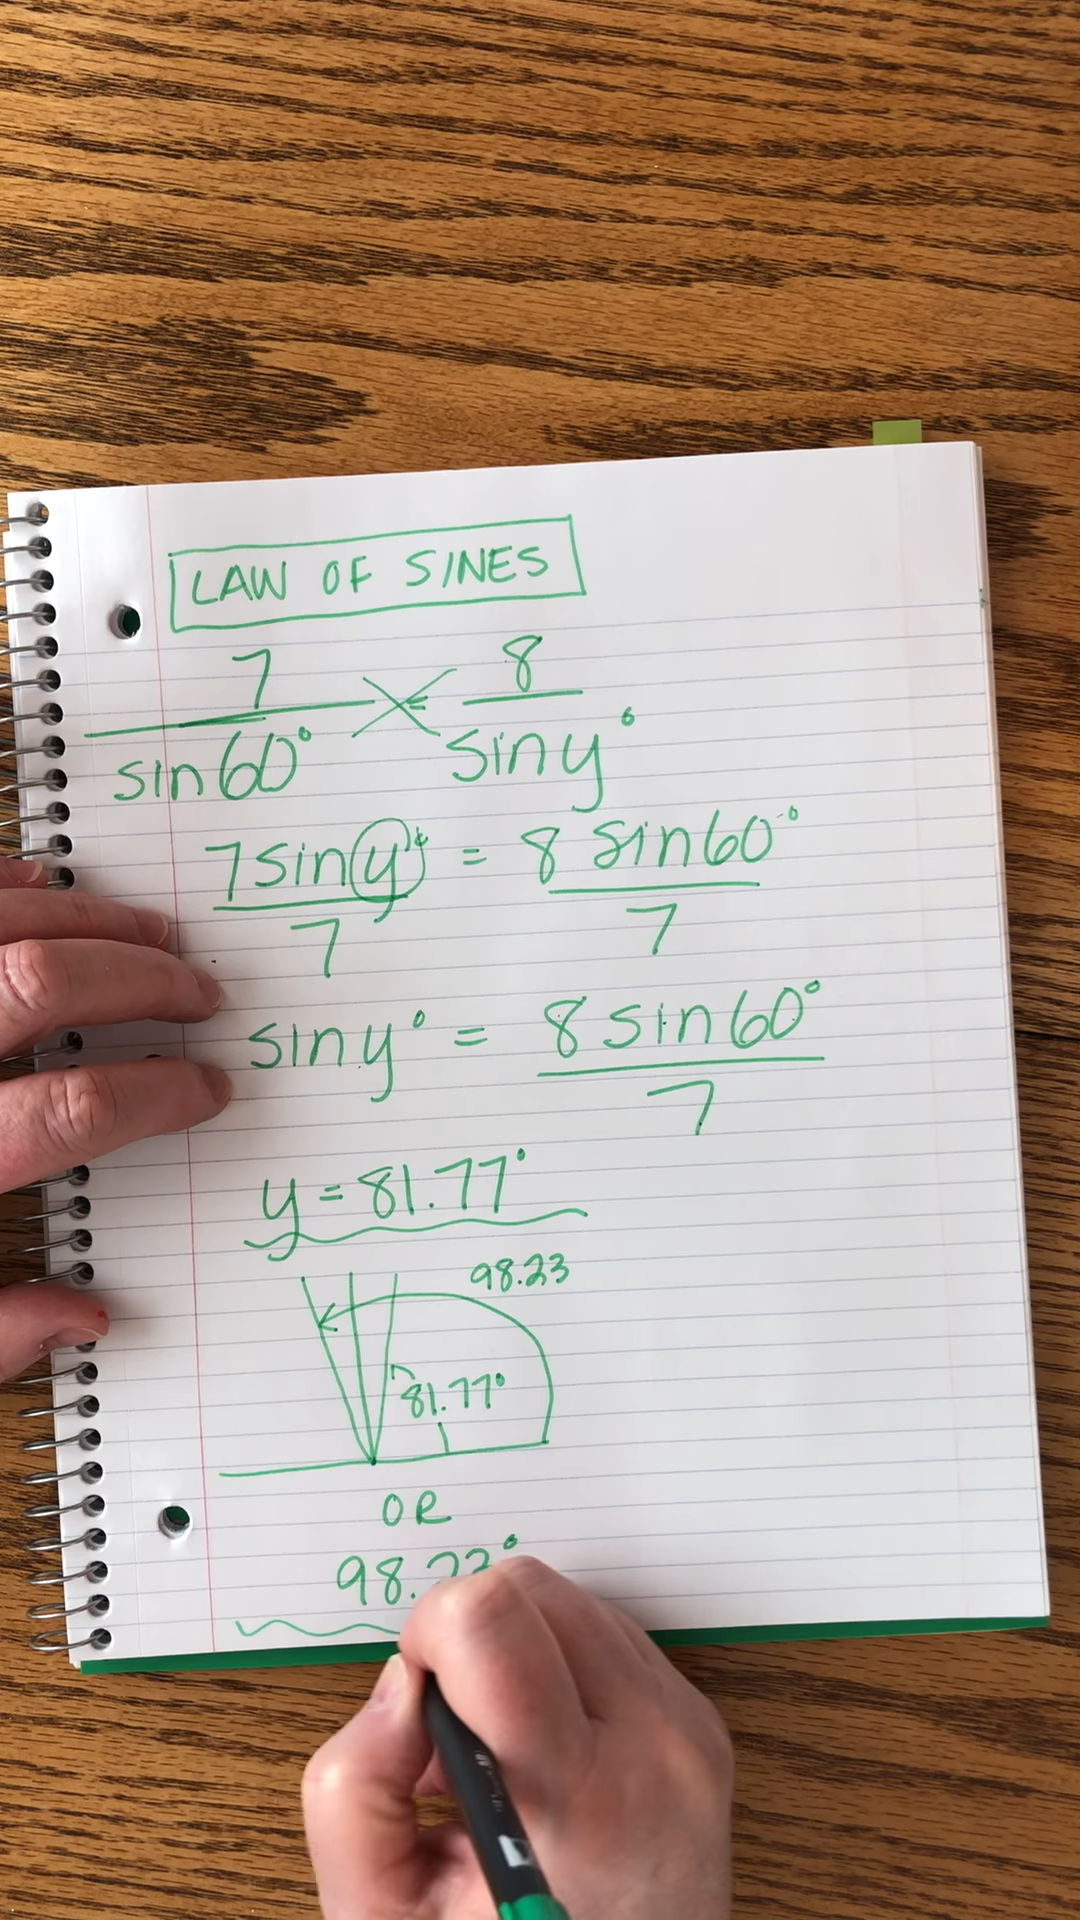 LAW OF SINES
7 = 8
sin 60° sin y°
7 sin(y°) = 8 sin 60°
7 7
sin y° = 8 sin 60°
7
y = 81.77°
98.23
81.77°
OR